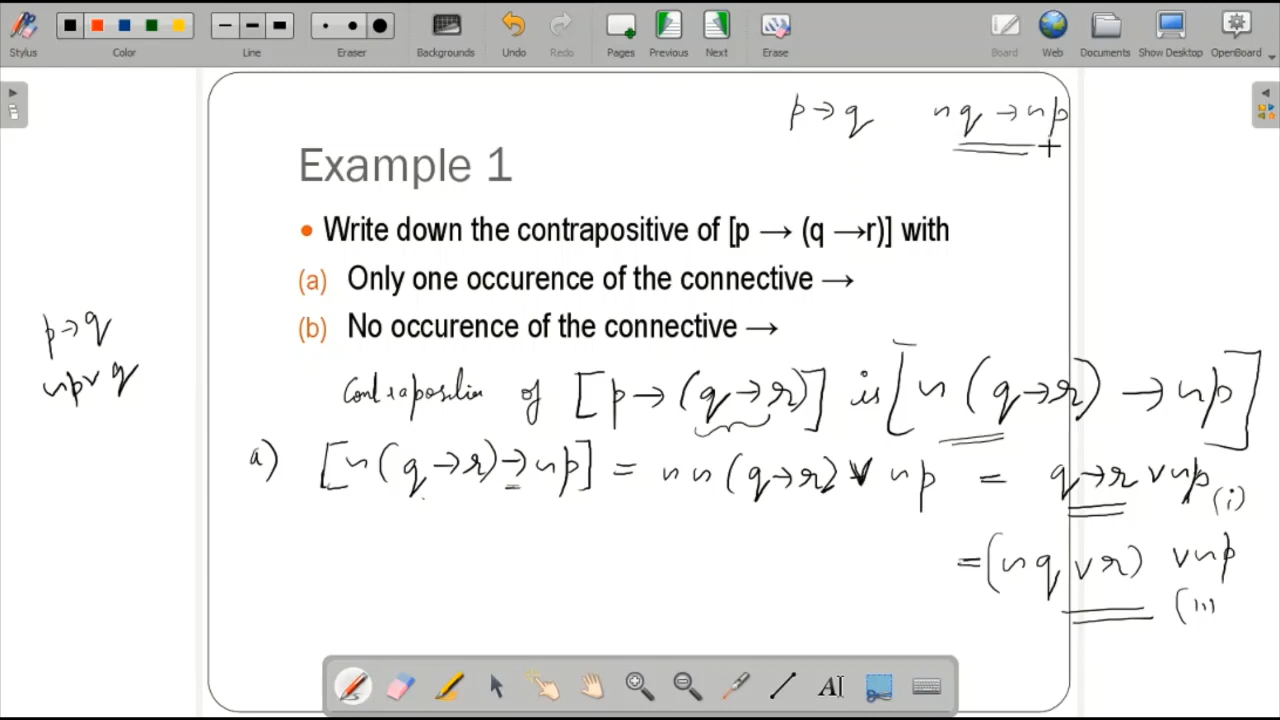 Stylus Color Line Eraser Backgrounds Undo Redo Pages Previous Next Erase Board Web Documents Show Desktop OpenBoard
p→q ~q→~p
Example 1
• Write down the contrapositive of [p → (q →r)] with
(a) Only one occurence of the connective →
(b) No occurence of the connective →
p→q
~p∨q
Contraposition of [p→(q→r)] is [~(q→r)→~p]
a) [~(q→r)→~p] = ~~(q→r)∨~p = q→r∨~p (i)
=(~q∨r)∨~p
AI